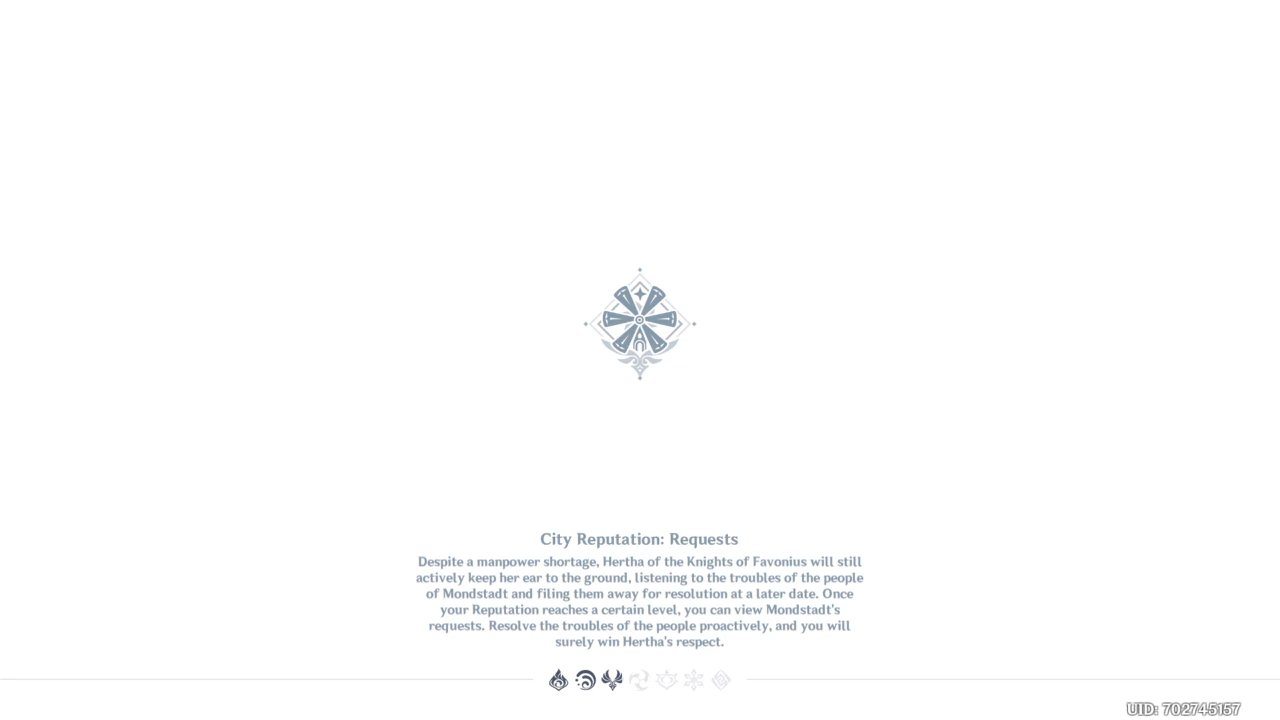 City Reputation: Requests
Despite a manpower shortage, Hertha of the Knights of Favonius will still
actively keep her ear to the ground, listening to the troubles of the people
of Mondstadt and filing them away for resolution at a later date. Once
your Reputation reaches a certain level, you can view Mondstadt's
requests. Resolve the troubles of the people proactively, and you will
surely win Hertha's respect.
UID: 702745157